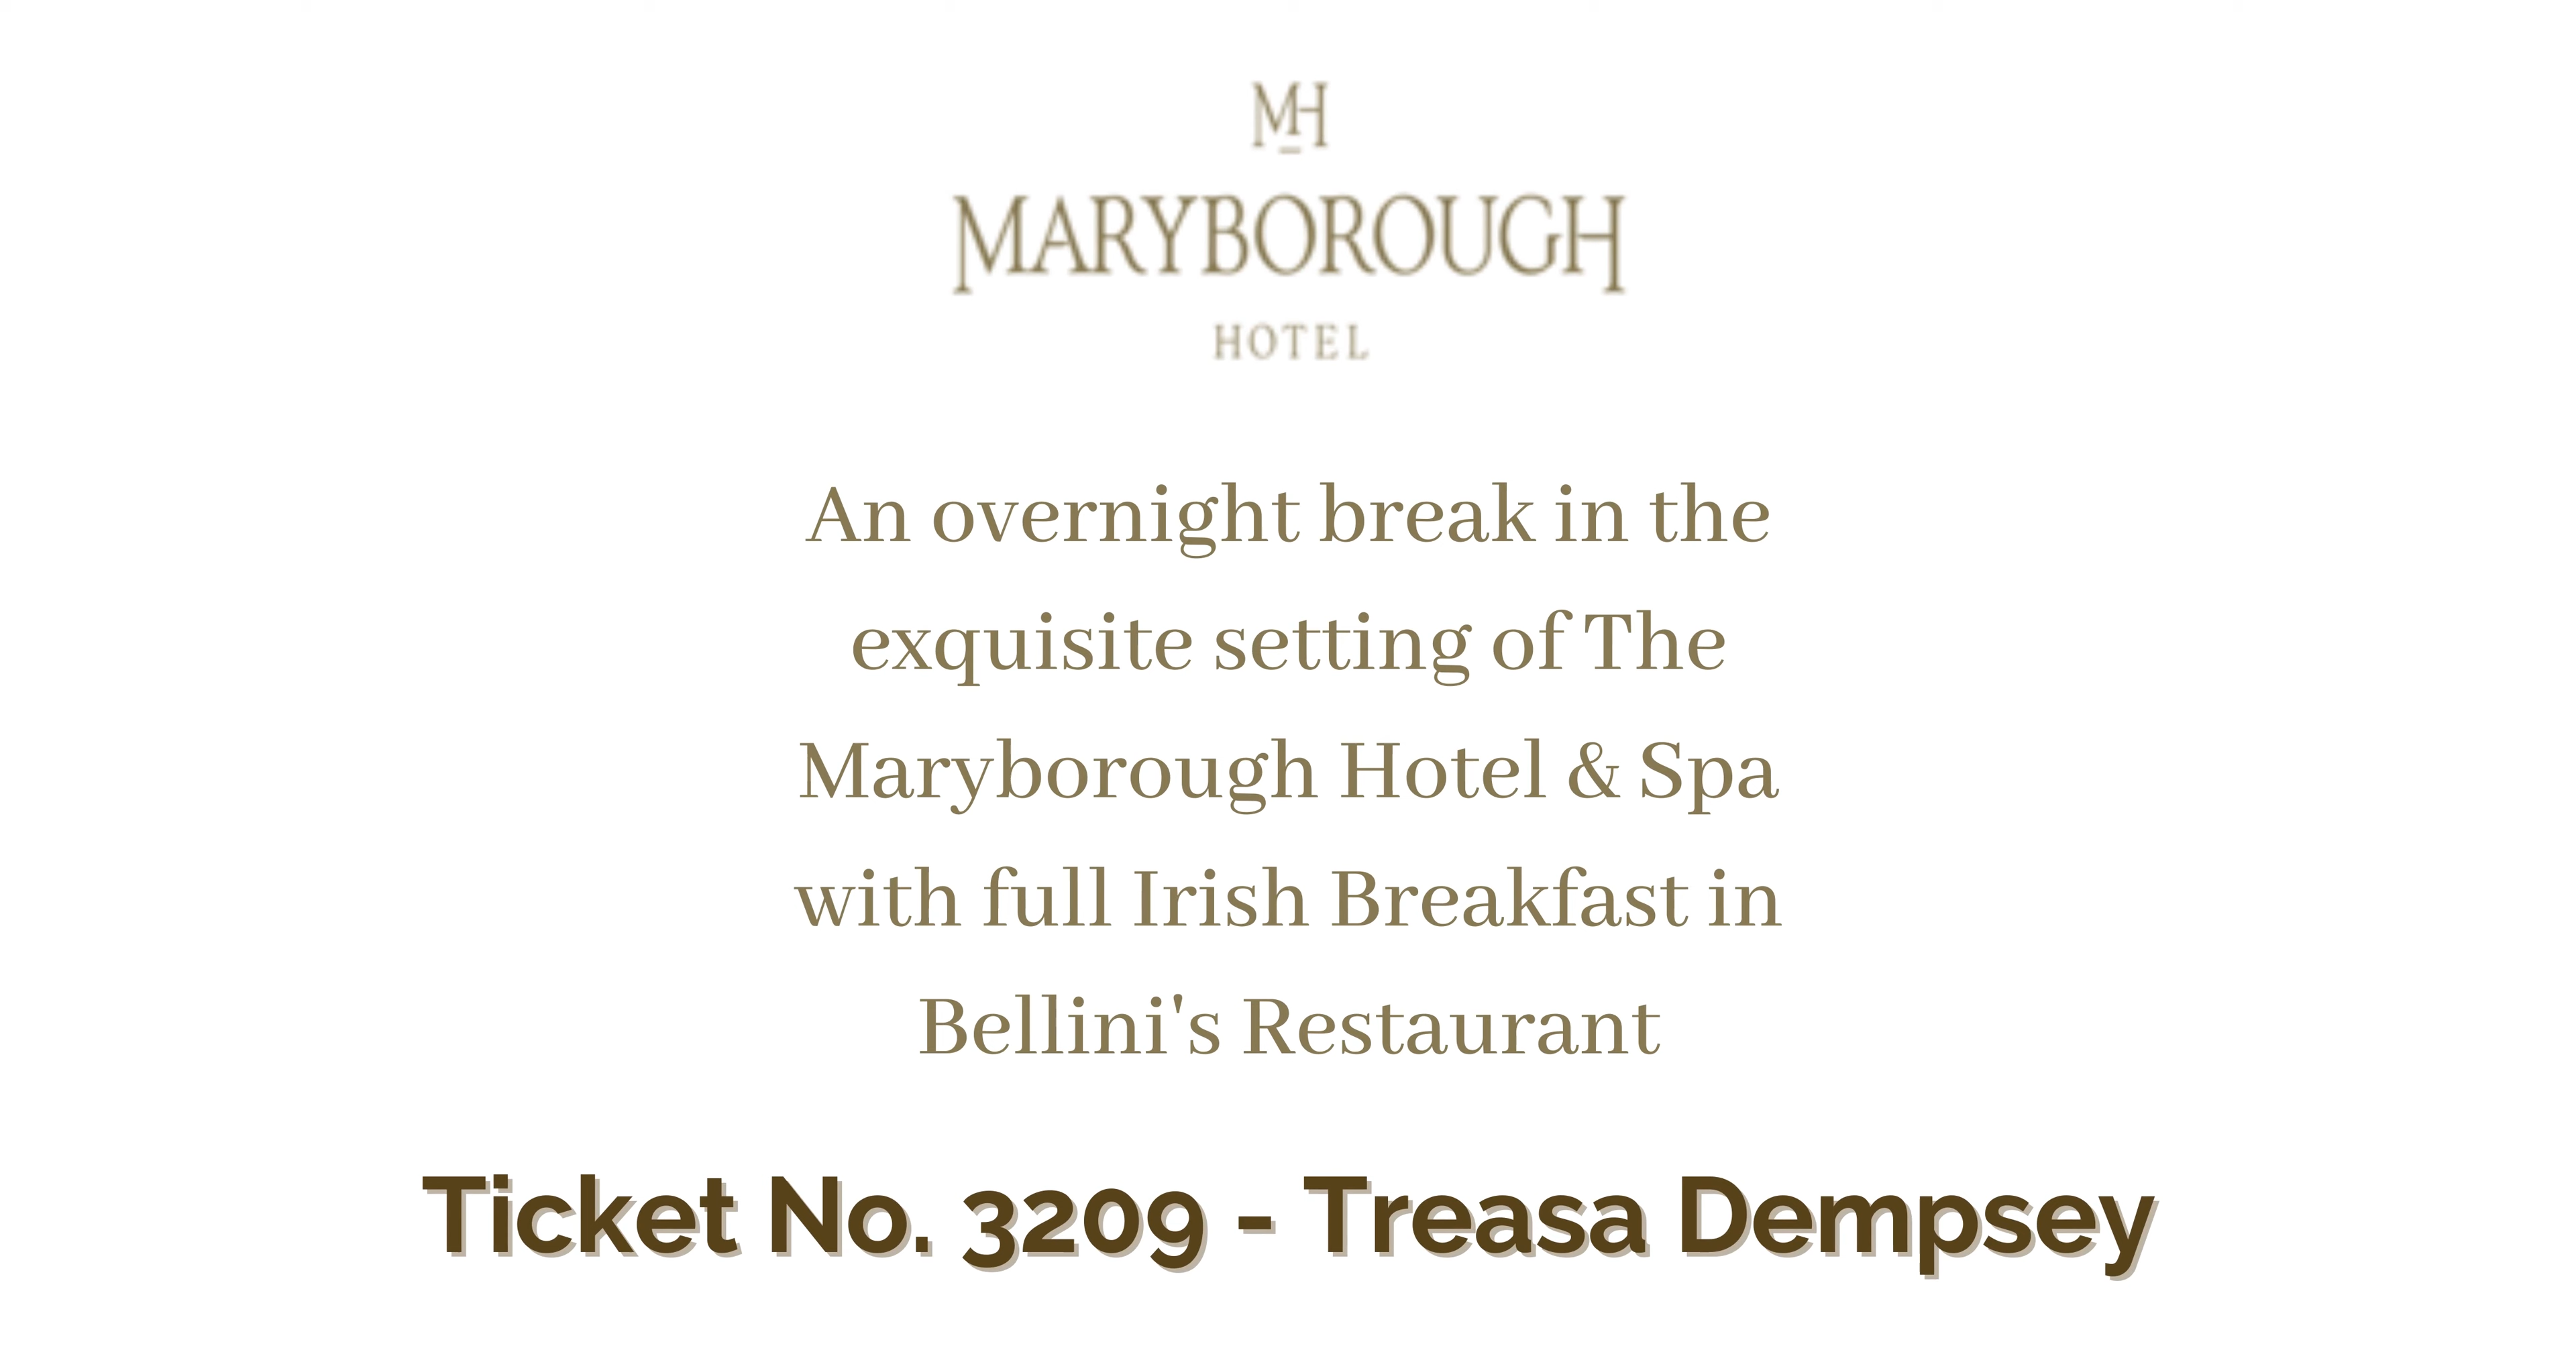 MH
MARYBOROUGH
HOTEL
An overnight break in the
exquisite setting of The
Maryborough Hotel & Spa
with full Irish Breakfast in
Bellini's Restaurant
Ticket No. 3209 - Treasa Dempsey